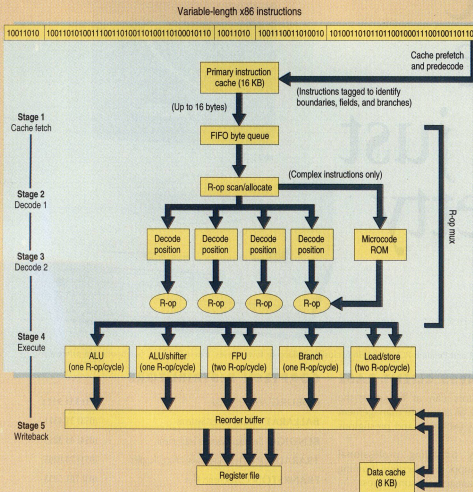 Variable-length x86 instructions
Cache prefetch
and predecode
Primary instruction
cache (16 KB)
(Instructions tagged to identify
boundaries, fields, and branches)
(Up to 16 bytes)
Stage 1
Cache fetch
FIFO byte queue
Stage 2
Decode 1
R-op scan/allocate
(Complex instructions only)
R-op mux
Stage 3
Decode 2
Decode
position
Decode
position
Decode
position
Decode
position
Microcode
ROM
R-op
R-op
R-op
R-op
Stage 4
Execute
ALU
(one R-op/cycle)
ALU/shifter
(one R-op/cycle)
FPU
(two R-op/cycle)
Branch
(one R-op/cycle)
Load/store
(two R-op/cycle)
Stage 5
Writeback
Reorder buffer
Register file
Data cache
(8 KB)